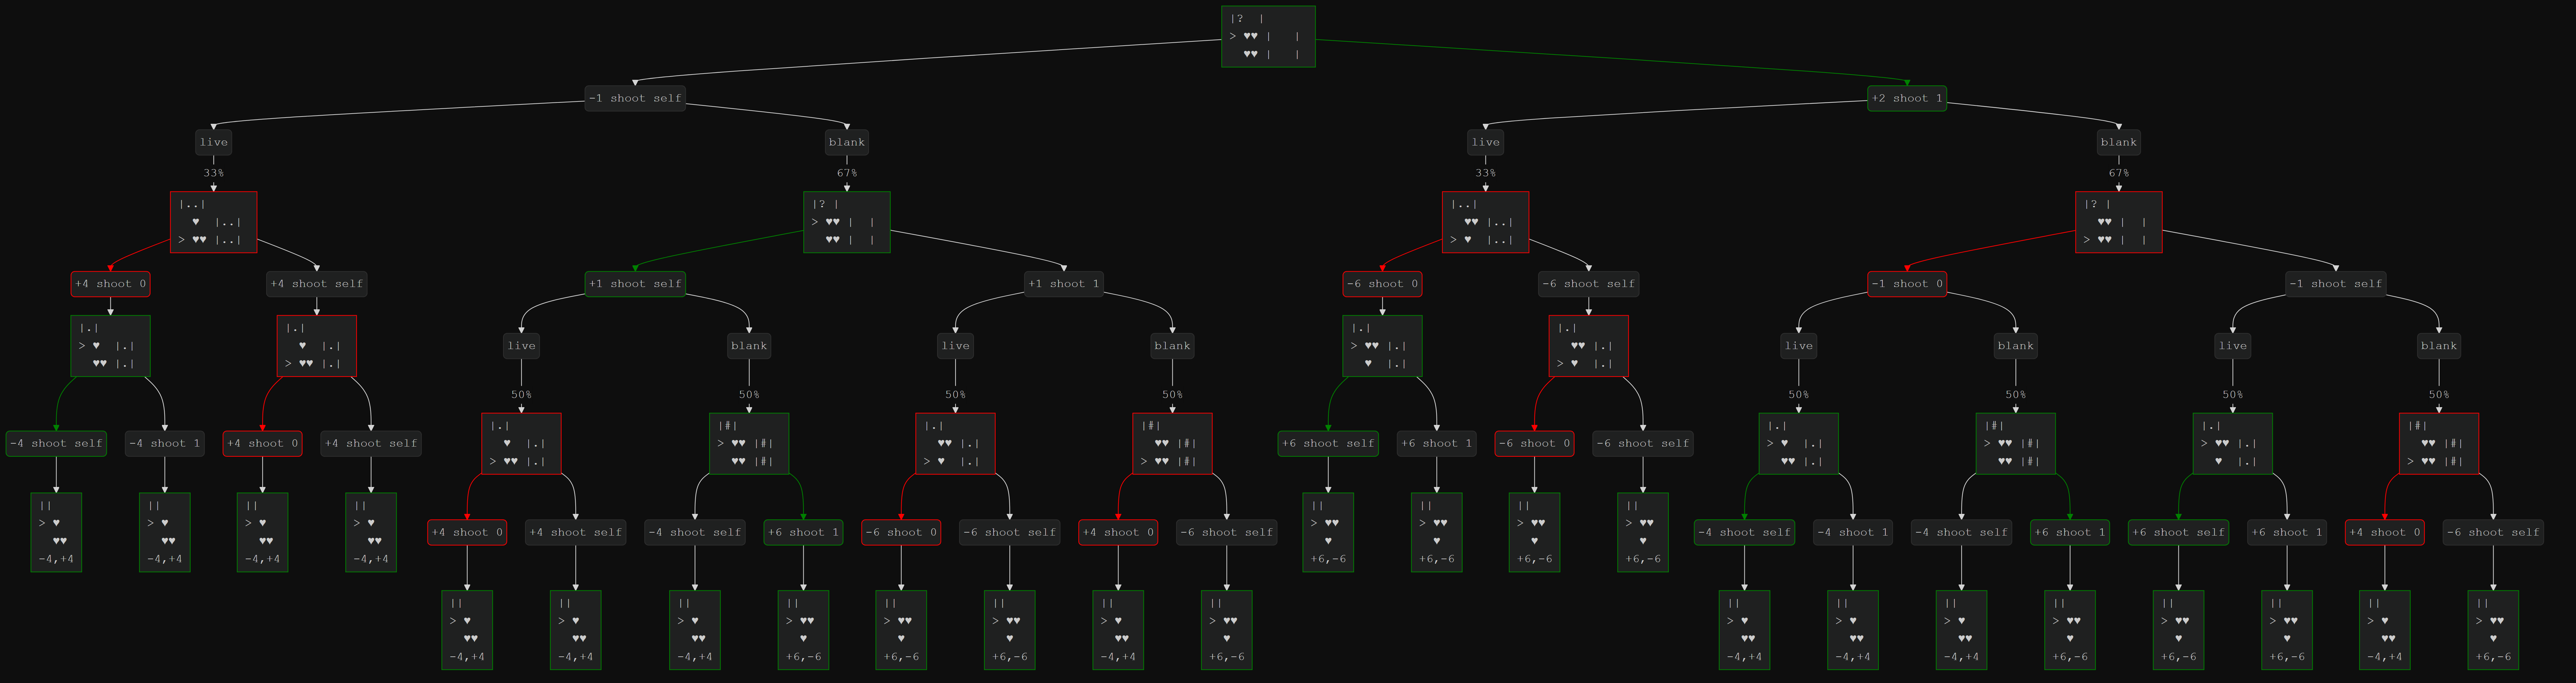 |?  |
> ♥♥ |   |
  ♥♥ |   |
-1 shoot self
+2 shoot 1
live
blank
live
blank
33%
67%
33%
67%
|..|
  ♥  |..|
> ♥♥ |..|
|? |
> ♥♥ |  |
  ♥♥ |  |
|..|
  ♥♥ |..|
> ♥  |..|
|? |
  ♥♥ |  |
> ♥♥ |  |
+4 shoot 0
+4 shoot self
+1 shoot self
+1 shoot 1
-6 shoot 0
-6 shoot self
-1 shoot 0
-1 shoot self
|.|
> ♥  |.|
  ♥♥ |.|
|.|
  ♥  |.|
> ♥♥ |.|
live
blank
live
blank
|.|
> ♥♥ |.|
  ♥  |.|
|.|
  ♥♥ |.|
> ♥  |.|
live
blank
live
blank
50%
50%
50%
50%
50%
50%
50%
50%
-4 shoot self
-4 shoot 1
+4 shoot 0
+4 shoot self
|.|
  ♥  |.|
> ♥♥ |.|
|#|
> ♥♥ |#|
  ♥♥ |#|
|.|
  ♥♥ |.|
> ♥  |.|
|#|
  ♥♥ |#|
> ♥♥ |#|
+6 shoot self
+6 shoot 1
-6 shoot 0
-6 shoot self
|.|
> ♥  |.|
  ♥♥ |.|
|#|
> ♥♥ |#|
  ♥♥ |#|
|.|
> ♥♥ |.|
  ♥  |.|
|#|
  ♥♥ |#|
> ♥♥ |#|
||
> ♥
  ♥♥
-4,+4
||
> ♥
  ♥♥
-4,+4
||
> ♥
  ♥♥
-4,+4
||
> ♥
  ♥♥
-4,+4
+4 shoot 0
+4 shoot self
-4 shoot self
+6 shoot 1
-6 shoot 0
-6 shoot self
+4 shoot 0
-6 shoot self
||
> ♥♥
  ♥
+6,-6
||
> ♥♥
  ♥
+6,-6
||
> ♥♥
  ♥
+6,-6
||
> ♥♥
  ♥
+6,-6
-4 shoot self
-4 shoot 1
-4 shoot self
+6 shoot 1
+6 shoot self
+6 shoot 1
+4 shoot 0
-6 shoot self
||
> ♥
  ♥♥
-4,+4
||
> ♥
  ♥♥
-4,+4
||
> ♥
  ♥♥
-4,+4
||
> ♥♥
  ♥
+6,-6
||
> ♥♥
  ♥
+6,-6
||
> ♥♥
  ♥
+6,-6
||
> ♥
  ♥♥
-4,+4
||
> ♥♥
  ♥
+6,-6
||
> ♥
  ♥♥
-4,+4
||
> ♥
  ♥♥
-4,+4
||
> ♥
  ♥♥
-4,+4
||
> ♥♥
  ♥
+6,-6
||
> ♥♥
  ♥
+6,-6
||
> ♥♥
  ♥
+6,-6
||
> ♥
  ♥♥
-4,+4
||
> ♥♥
  ♥
+6,-6